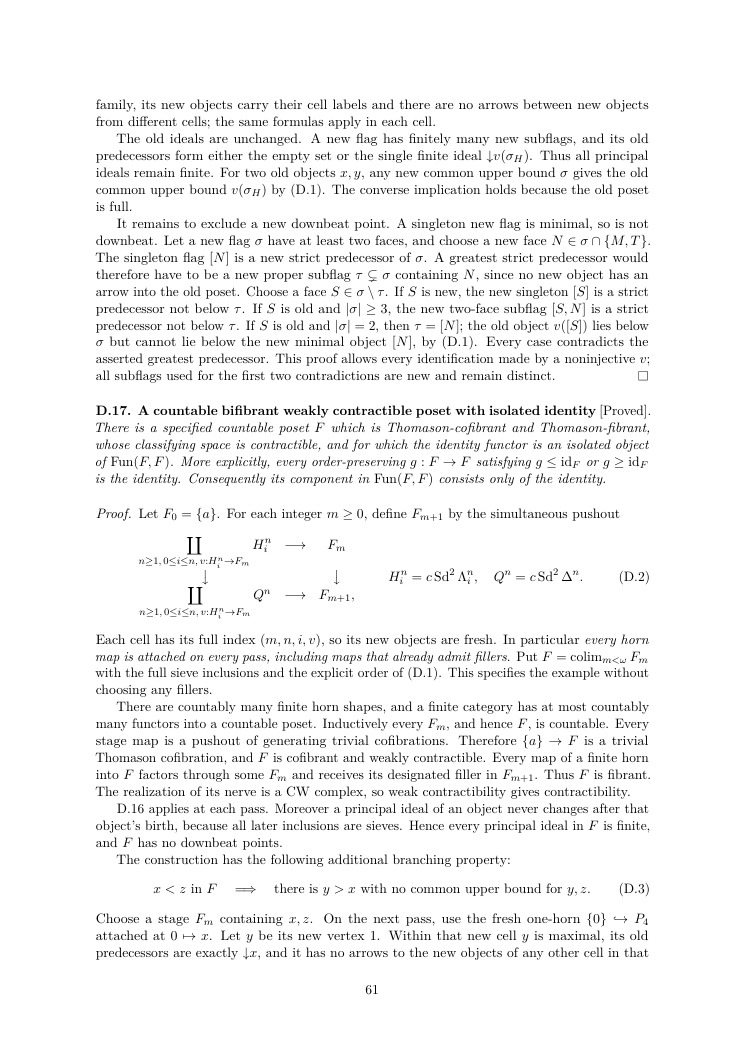 family, its new objects carry their cell labels and there are no arrows between new objects
from different cells; the same formulas apply in each cell.
The old ideals are unchanged. A new flag has finitely many new subflags, and its old
predecessors form either the empty set or the single finite ideal ↓v(σ_H). Thus all principal
ideals remain finite. For two old objects x, y, any new common upper bound σ gives the old
common upper bound v(σ_H) by (D.1). The converse implication holds because the old poset
is full.
It remains to exclude a new downbeat point. A singleton new flag is minimal, so is not
downbeat. Let a new flag σ have at least two faces, and choose a new face N ∈ σ ∩ {M, T}.
The singleton flag [N] is a new strict predecessor of σ. A greatest strict predecessor would
therefore have to be a new proper subflag τ ⊊ σ containing N, since no new object has an
arrow into the old poset. Choose a face S ∈ σ \ τ. If S is new, the new singleton [S] is a strict
predecessor not below τ. If S is old and |σ| ≥ 3, the new two-face subflag [S, N] is a strict
predecessor not below τ. If S is old and |σ| = 2, then τ = [N]; the old object v([S]) lies below
σ but cannot lie below the new minimal object [N], by (D.1). Every case contradicts the
asserted greatest predecessor. This proof allows every identification made by a noninjective v;
all subflags used for the first two contradictions are new and remain distinct. □
D.17. A countable bifibrant weakly contractible poset with isolated identity [Proved].
There is a specified countable poset F which is Thomason-cofibrant and Thomason-fibrant,
whose classifying space is contractible, and for which the identity functor is an isolated object
of Fun(F, F). More explicitly, every order-preserving g : F → F satisfying g ≤ id_F or g ≥ id_F
is the identity. Consequently its component in Fun(F, F) consists only of the identity.
Proof. Let F_0 = {a}. For each integer m ≥ 0, define F_{m+1} by the simultaneous pushout
∐_{n≥1, 0≤i≤n, v:H_i^n→F_m} H_i^n ⟶ F_m
↓ ↓ H_i^n = c Sd^2 Λ_i^n, Q^n = c Sd^2 Δ^n. (D.2)
∐_{n≥1, 0≤i≤n, v:H_i^n→F_m} Q^n ⟶ F_{m+1},
Each cell has its full index (m, n, i, v), so its new objects are fresh. In particular every horn
map is attached on every pass, including maps that already admit fillers. Put F = colim_{m<ω} F_m
with the full sieve inclusions and the explicit order of (D.1). This specifies the example without
choosing any fillers.
There are countably many finite horn shapes, and a finite category has at most countably
many functors into a countable poset. Inductively every F_m, and hence F, is countable. Every
stage map is a pushout of generating trivial cofibrations. Therefore {a} → F is a trivial
Thomason cofibration, and F is cofibrant and weakly contractible. Every map of a finite horn
into F factors through some F_m and receives its designated filler in F_{m+1}. Thus F is fibrant.
The realization of its nerve is a CW complex, so weak contractibility gives contractibility.
D.16 applies at each pass. Moreover a principal ideal of an object never changes after that
object's birth, because all later inclusions are sieves. Hence every principal ideal in F is finite,
and F has no downbeat points.
The construction has the following additional branching property:
x < z in F ⟹ there is y > x with no common upper bound for y, z. (D.3)
Choose a stage F_m containing x, z. On the next pass, use the fresh one-horn {0} ↪ P_4
attached at 0 ↦ x. Let y be its new vertex 1. Within that new cell y is maximal, its old
predecessors are exactly ↓x, and it has no arrows to the new objects of any other cell in that
61